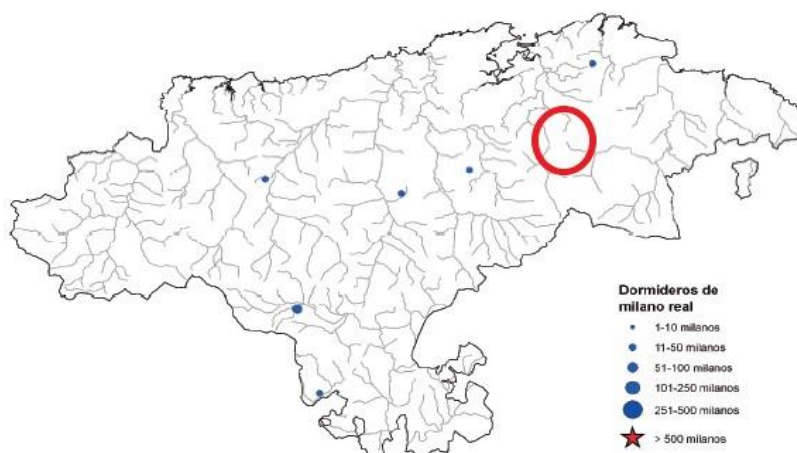 Dormideros de
milano real
1-10 milanos
11-50 milanos
51-100 milanos
101-250 milanos
251-500 milanos
> 500 milanos